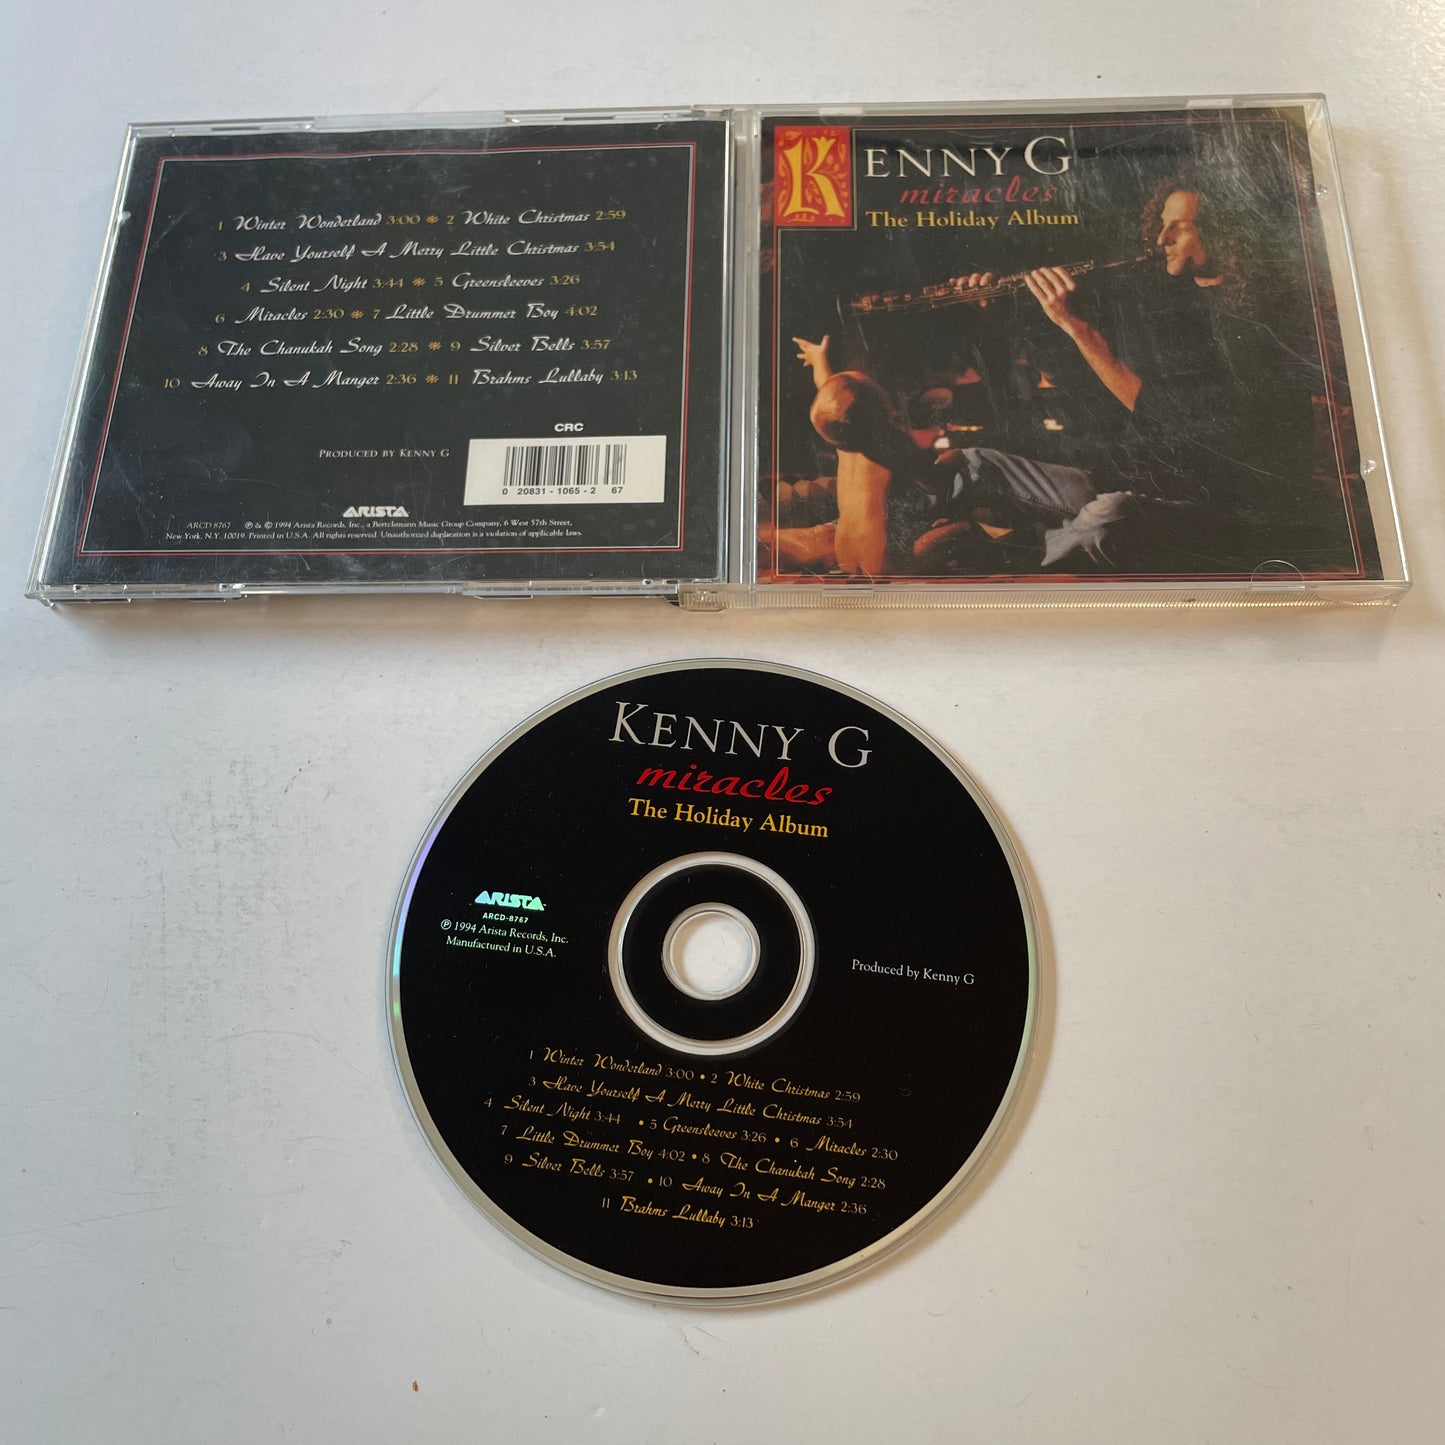 1 Winter Wonderland 3:00 * 2 White Christmas 2:59
3 Have Yourself A Merry Little Christmas 3:54
4 Silent Night 3:44 * 5 Greensleeves 3:26
6 Miracles 2:30 * 7 Little Drummer Boy 4:02
8 The Chanukah Song 2:28 * 9 Silver Bells 3:57
10 Away In A Manger 2:36 * 11 Brahms Lullaby 3:13
CRC
PRODUCED BY KENNY G
0 20831 - 1065 - 2 67
ARISTA
ARCD 8767 ℗ & © 1994 Arista Records, Inc., a Bertelsmann Music Group Company, 6 West 57th Street,
New York, N.Y. 10019. Printed in U.S.A. All rights reserved. Unauthorized duplication is a violation of applicable laws.
KENNY G
miracles
The Holiday Album
KENNY G
miracles
The Holiday Album
ARISTA
ARCD-8767
℗ 1994 Arista Records, Inc.
Manufactured in U.S.A.
Produced by Kenny G
1 Winter Wonderland 3:00 • 2 White Christmas 2:59
3 Have Yourself A Merry Little Christmas 3:54
4 Silent Night 3:44 • 5 Greensleeves 3:26 • 6 Miracles 2:30
7 Little Drummer Boy 4:02 • 8 The Chanukah Song 2:28
9 Silver Bells 3:57 • 10 Away In A Manger 2:36
11 Brahms Lullaby 3:13